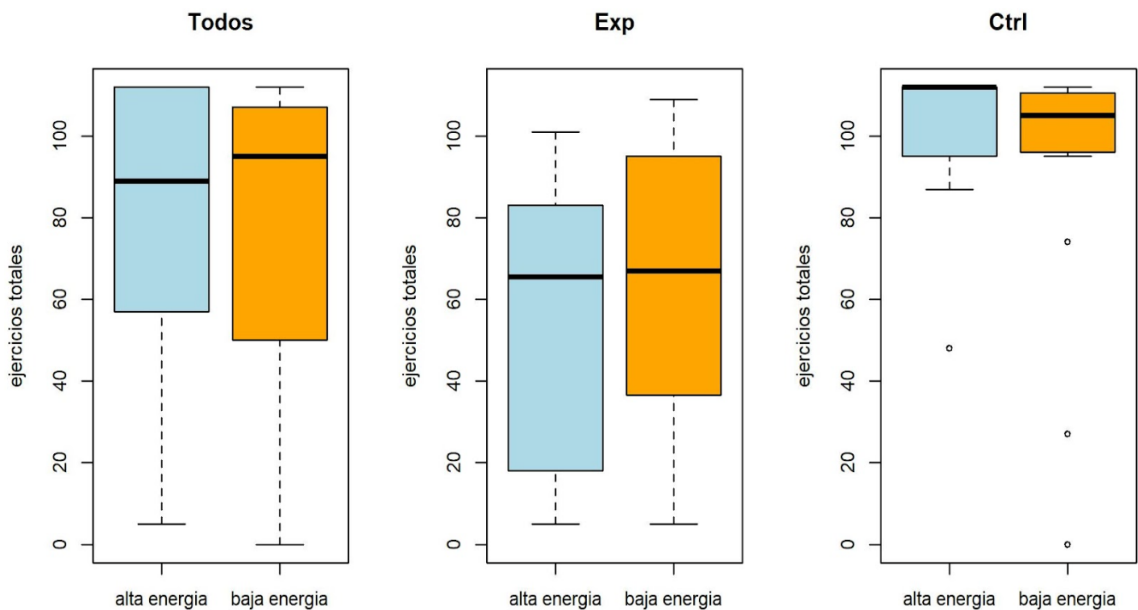 Todos
ejercicios totales
0 20 40 60 80 100
alta energia baja energia
Exp
ejercicios totales
0 20 40 60 80 100
alta energia baja energia
Ctrl
ejercicios totales
0 20 40 60 80 100
alta energia baja energia